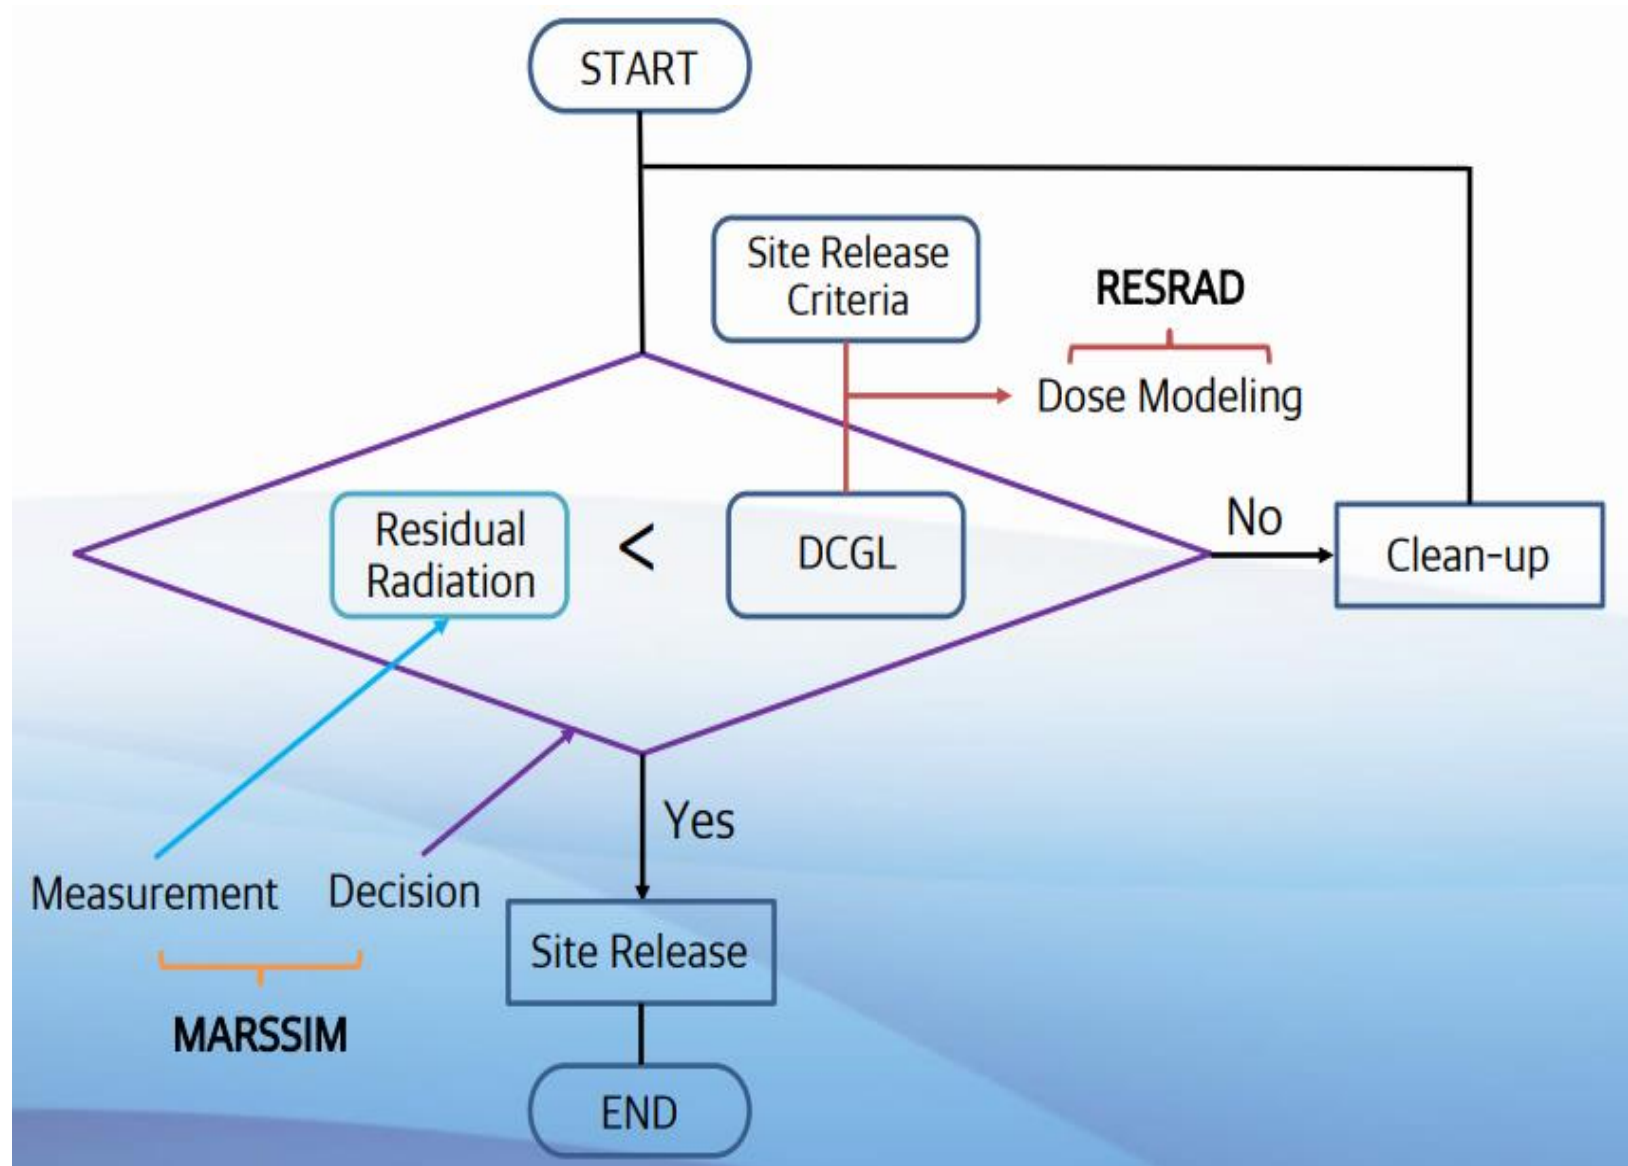 START
Site Release
Criteria
RESRAD
Dose Modeling
Residual
Radiation
<
DCGL
No
Clean-up
Yes
Measurement
Decision
MARSSIM
Site Release
END